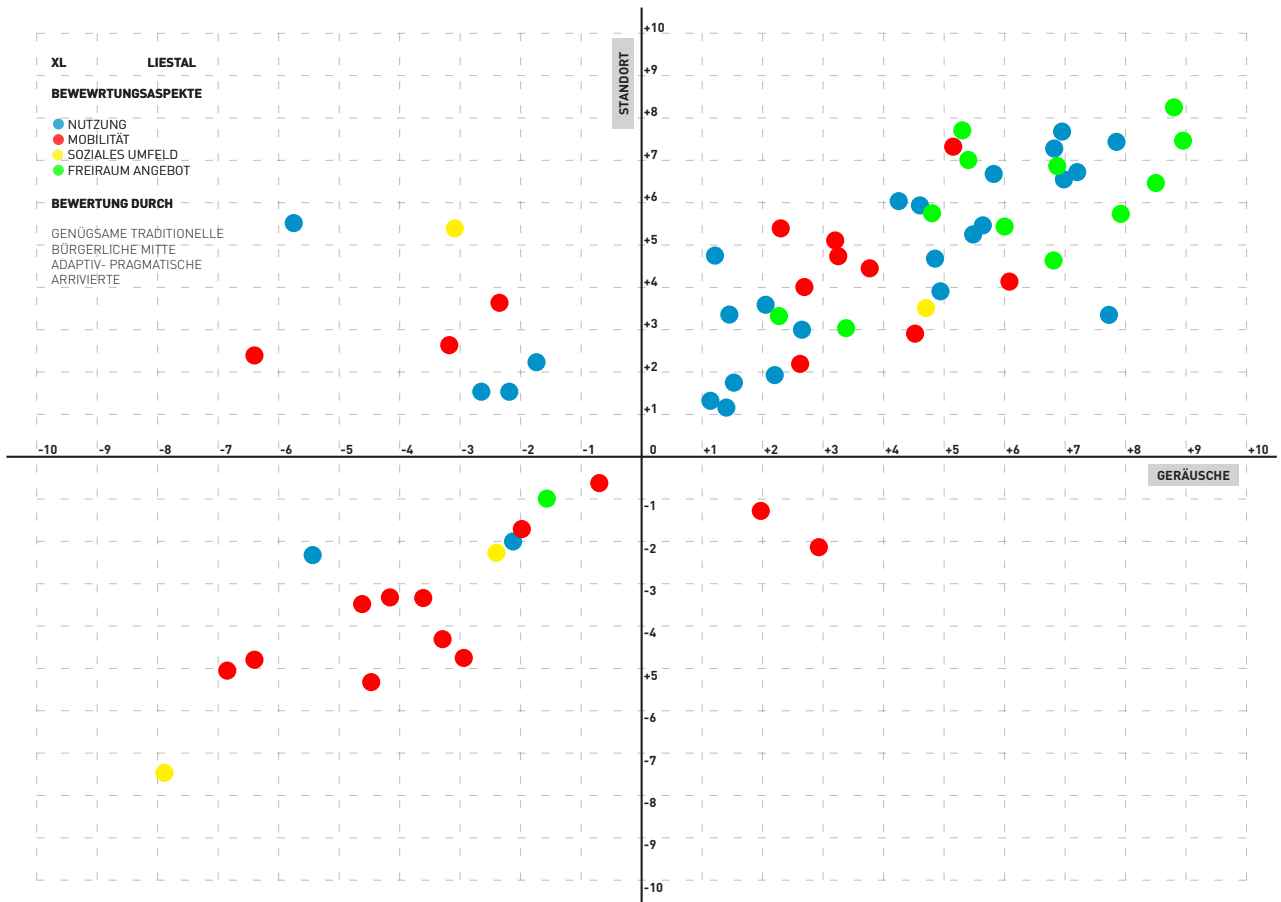 XL LIESTAL
BEWEWRTUNGSASPEKTE
NUTZUNG
MOBILITÄT
SOZIALES UMFELD
FREIRAUM ANGEBOT
BEWERTUNG DURCH
GENÜGSAME TRADITIONELLE
BÜRGERLICHE MITTE
ADAPTIV- PRAGMATISCHE
ARRIVIERTE
STANDORT
+10
+9
+8
+7
+6
+5
+4
+3
+2
+1
-10 -9 -8 -7 -6 -5 -4 -3 -2 -1 0 +1 +2 +3 +4 +5 +6 +7 +8 +9 +10
GERÄUSCHE
-1
-2
-3
-4
+5
-6
-7
-8
-9
-10